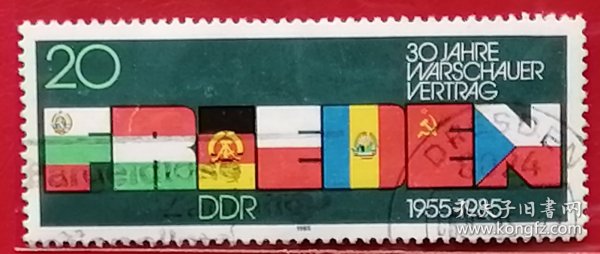 20
30 JAHRE
WARSCHAUER
VERTRAG
FRIEDEN
DDR
1955-1985
1985
DRESDEN
孔夫子旧书网
www.kongfz.com